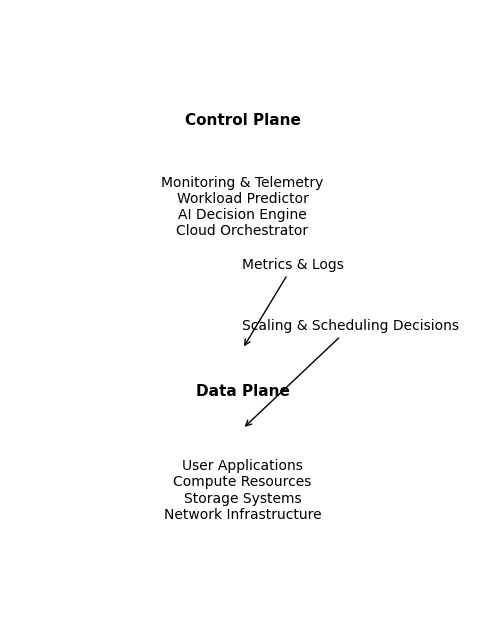 Control Plane
Monitoring & Telemetry
Workload Predictor
AI Decision Engine
Cloud Orchestrator
Metrics & Logs
Scaling & Scheduling Decisions
Data Plane
User Applications
Compute Resources
Storage Systems
Network Infrastructure